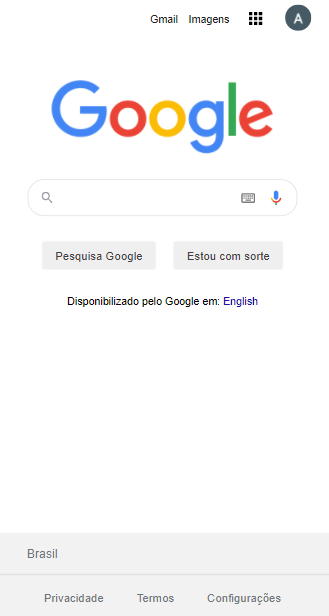 Gmail Imagens A
Google
Pesquisa Google Estou com sorte
Disponibilizado pelo Google em: English
Brasil
Privacidade Termos Configurações